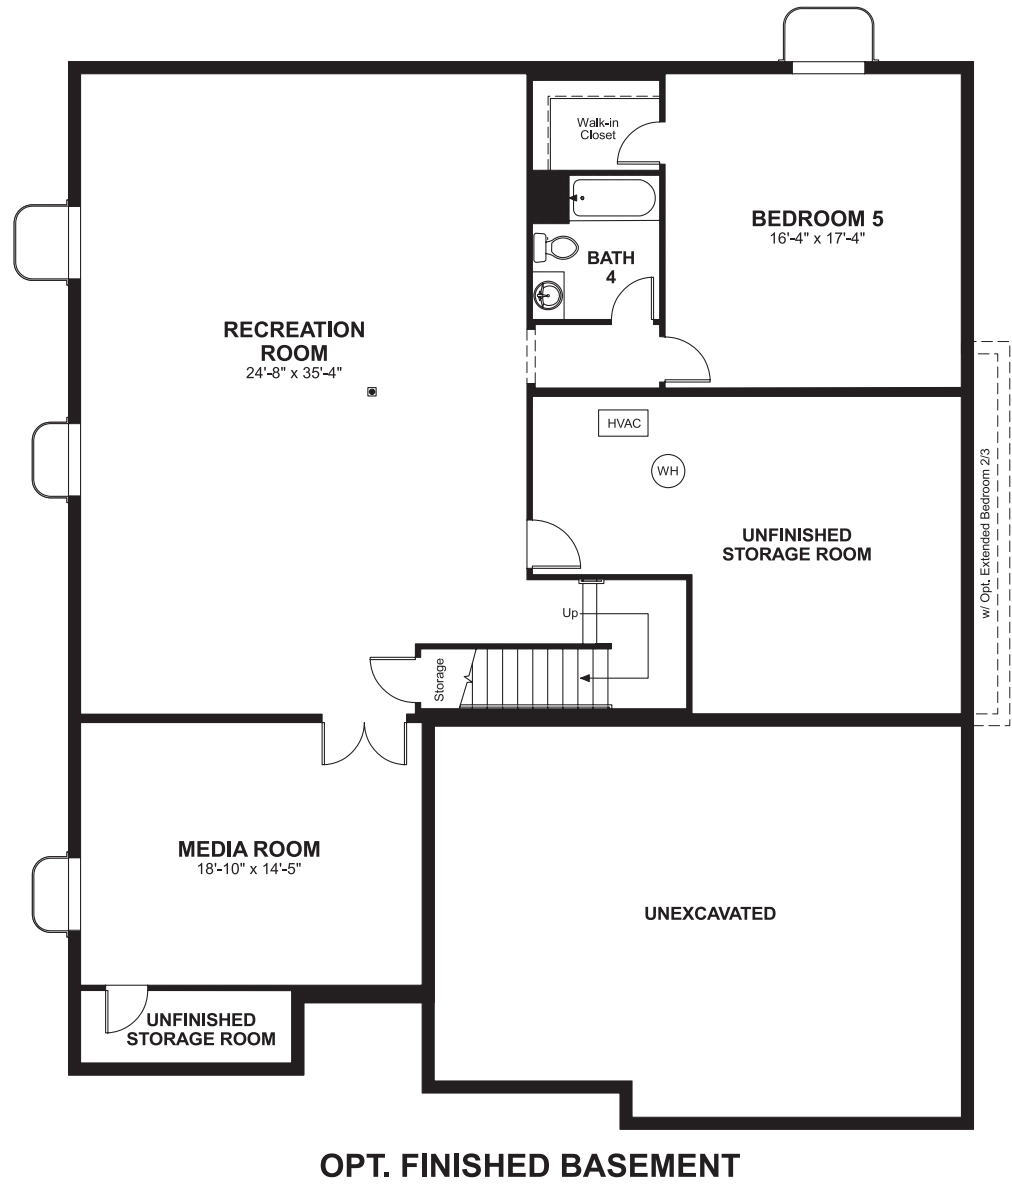 Walk-in
Closet
BEDROOM 5
16'-4" x 17'-4"
BATH
4
RECREATION
ROOM
24'-8" x 35'-4"
HVAC
WH
UNFINISHED
STORAGE ROOM
w/ Opt. Extended Bedroom 2/3
Up
Storage
MEDIA ROOM
18'-10" x 14'-5"
UNEXCAVATED
UNFINISHED
STORAGE ROOM
OPT. FINISHED BASEMENT